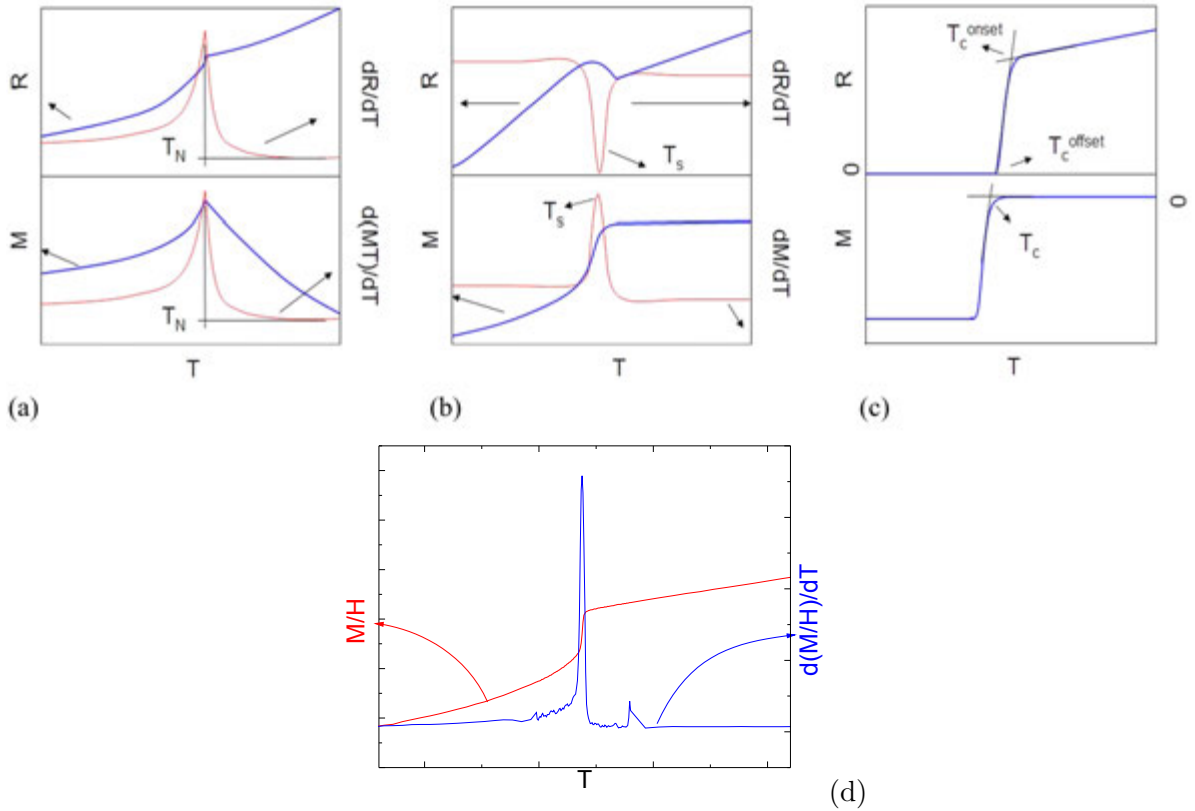 R
dR/dT
T_N
M
d(MT)/dT
T_N
T
(a)
R
dR/dT
T_s
M
dM/dT
T_s
T
(b)
R
T_c^onset
T_c^offset
0
M
0
T_c
T
(c)
M/H
d(M/H)/dT
T
(d)